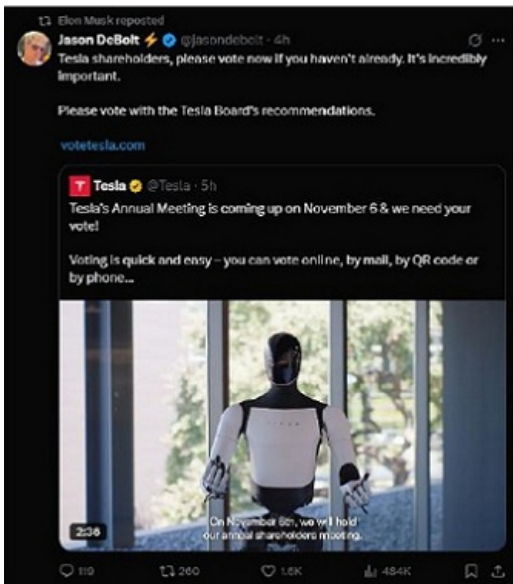 Elon Musk reposted
Jason DeBolt ⚡ @jasondebolt · 4h
Tesla shareholders, please vote now if you haven't already. It's incredibly
important.
Please vote with the Tesla Board's recommendations.
votetesla.com
Tesla @Tesla · 5h
Tesla's Annual Meeting is coming up on November 6 & we need your
vote!
Voting is quick and easy – you can vote online, by mail, by QR code or
by phone...
On November 6th, we will hold
our annual shareholders meeting.
2:36
119 260 1.6K 484K